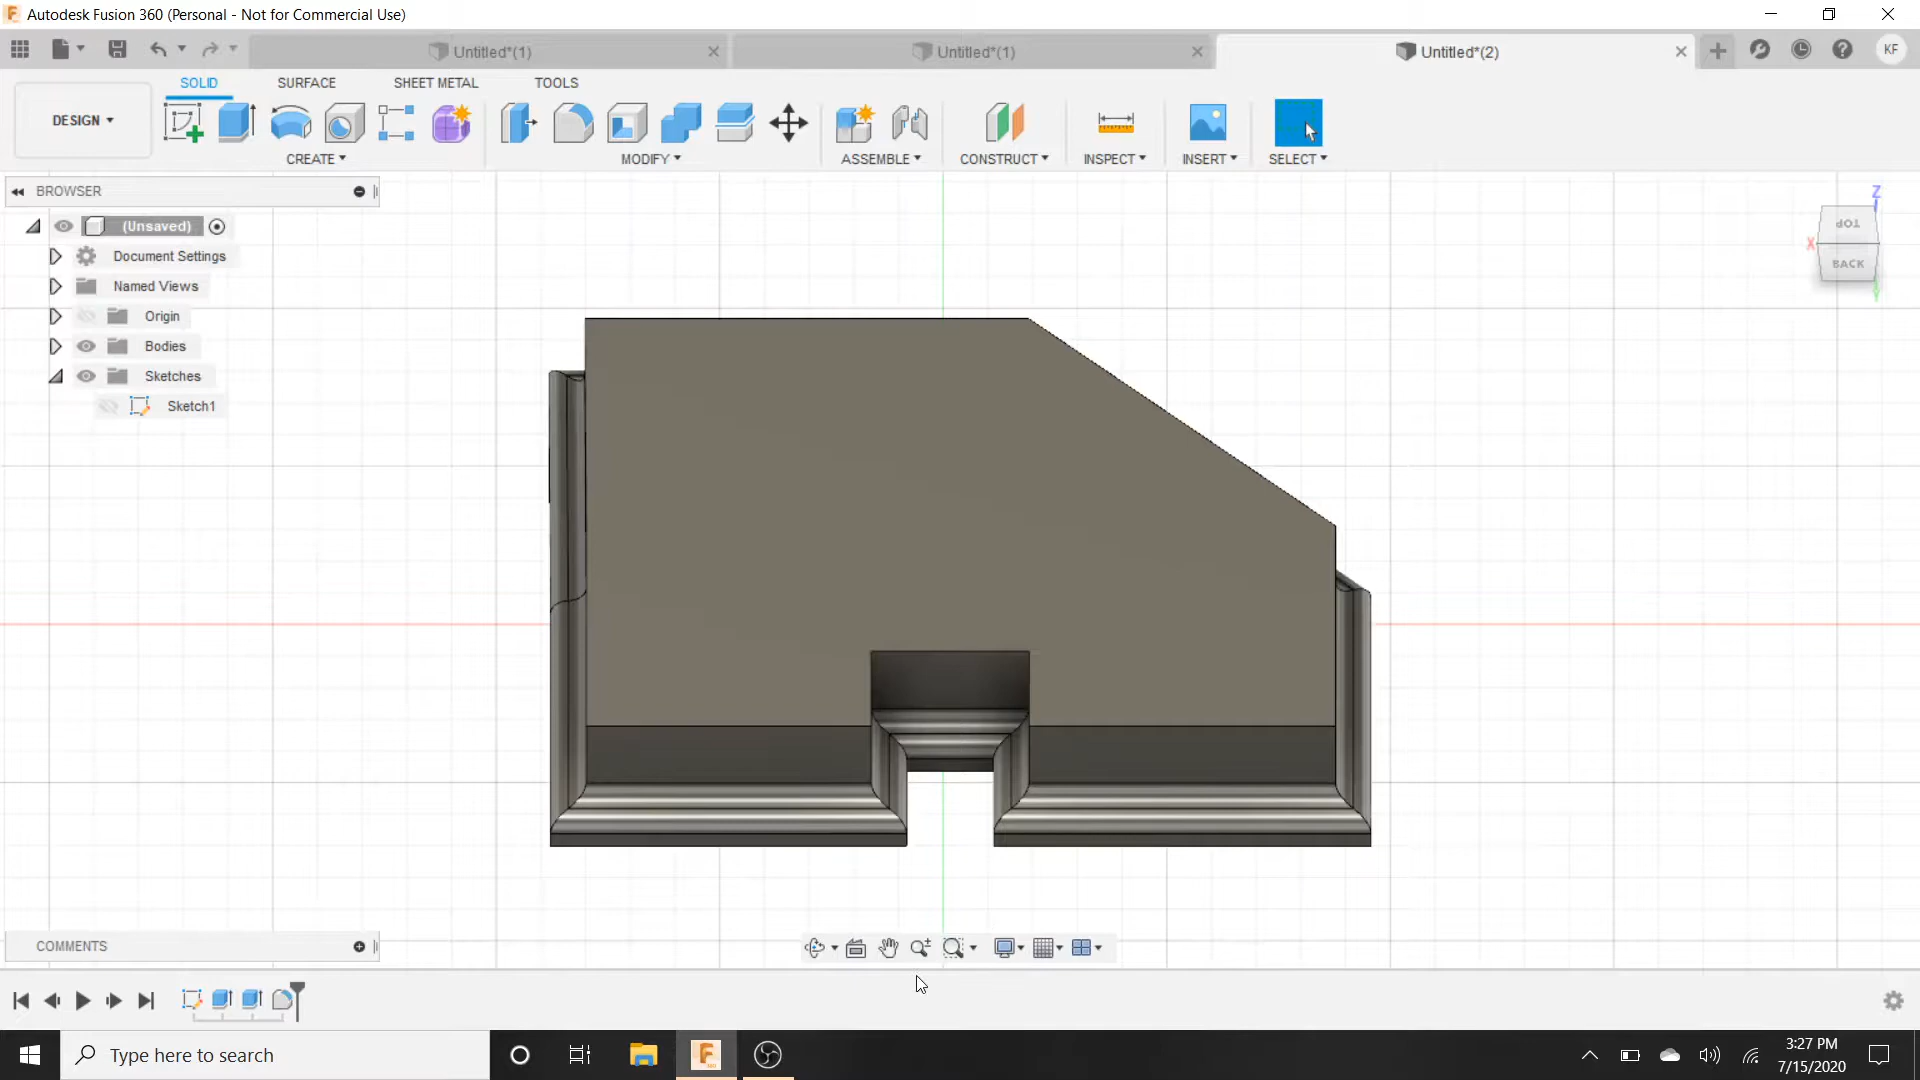 Autodesk Fusion 360 (Personal - Not for Commercial Use)
Untitled*(1)
Untitled*(1)
Untitled*(2)
KF
SOLID
SURFACE
SHEET METAL
TOOLS
DESIGN
CREATE
MODIFY
ASSEMBLE
CONSTRUCT
INSPECT
INSERT
SELECT
BROWSER
(Unsaved)
Document Settings
Named Views
Origin
Bodies
Sketches
Sketch1
Z
X
TOP
BACK
COMMENTS
Type here to search
3:27 PM
7/15/2020